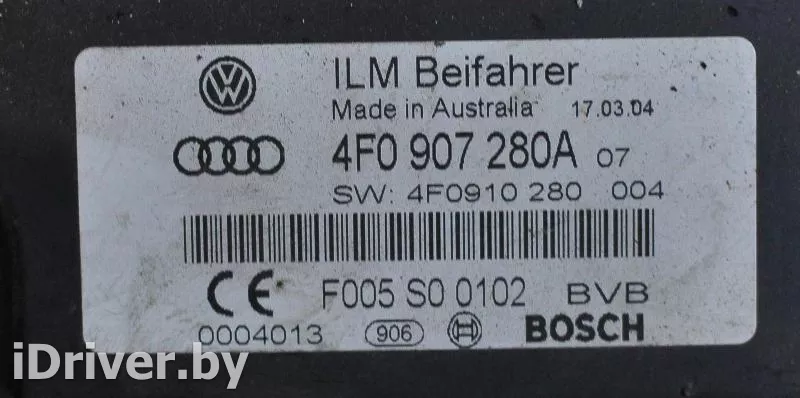 ILM Beifahrer
Made in Australia 17.03.04
4F0 907 280A 07
SW: 4F0910 280 004
CE F005 S0 0102 BVB
0004013 906 BOSCH
iDriver.by